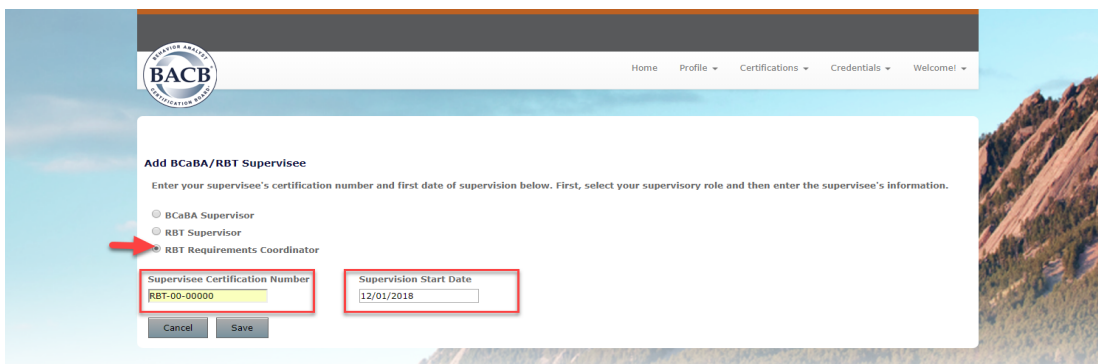 BEHAVIOR ANALYST
BACB
CERTIFICATION BOARD
Home Profile Certifications Credentials Welcome!
Add BCaBA/RBT Supervisee
Enter your supervisee's certification number and first date of supervision below. First, select your supervisory role and then enter the supervisee's information.
BCaBA Supervisor
RBT Supervisor
RBT Requirements Coordinator
Supervisee Certification Number Supervision Start Date
RBT-00-00000 12/01/2018
Cancel Save